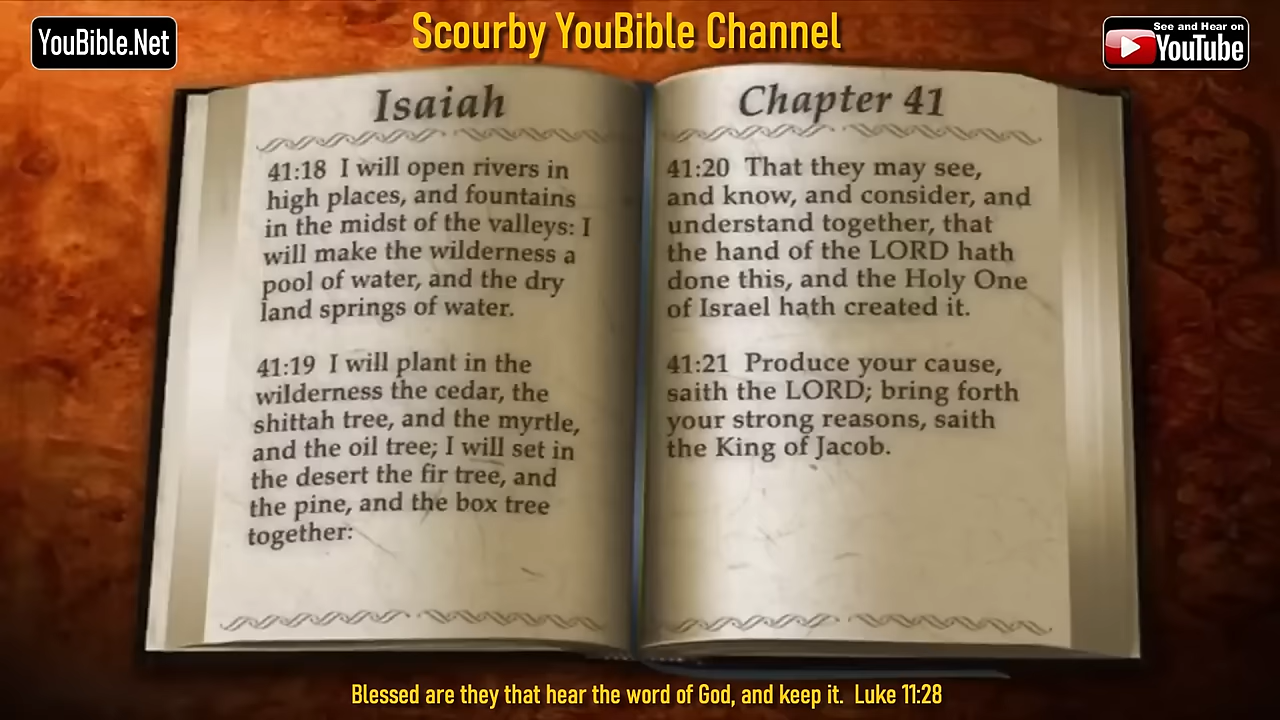 YouBible.Net
Scourby YouBible Channel
See and Hear on
YouTube
Isaiah
41:18 I will open rivers in
high places, and fountains
in the midst of the valleys: I
will make the wilderness a
pool of water, and the dry
land springs of water.
41:19 I will plant in the
wilderness the cedar, the
shittah tree, and the myrtle,
and the oil tree; I will set in
the desert the fir tree, and
the pine, and the box tree
together:
Chapter 41
41:20 That they may see,
and know, and consider, and
understand together, that
the hand of the LORD hath
done this, and the Holy One
of Israel hath created it.
41:21 Produce your cause,
saith the LORD; bring forth
your strong reasons, saith
the King of Jacob.
Blessed are they that hear the word of God, and keep it. Luke 11:28